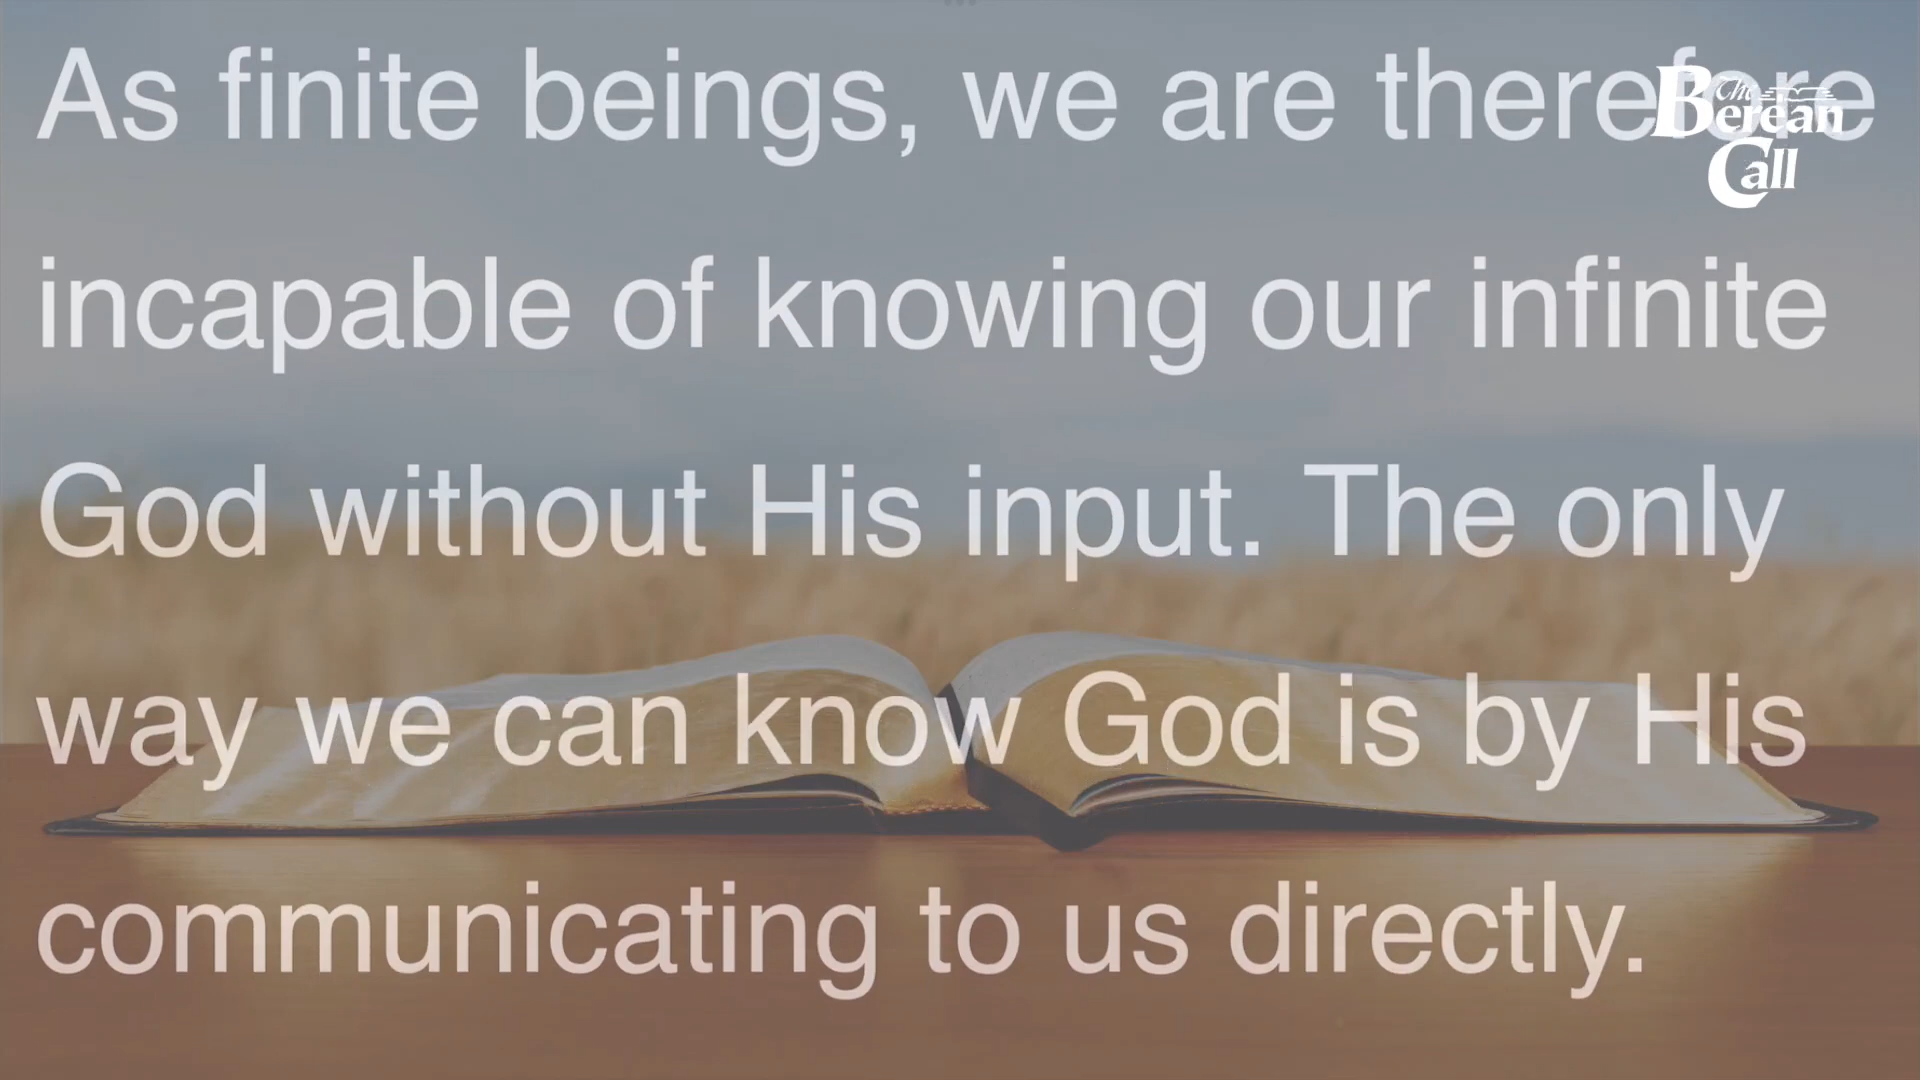 As finite beings, we are therefore
The Berean
Call
incapable of knowing our infinite
God without His input. The only
way we can know God is by His
communicating to us directly.